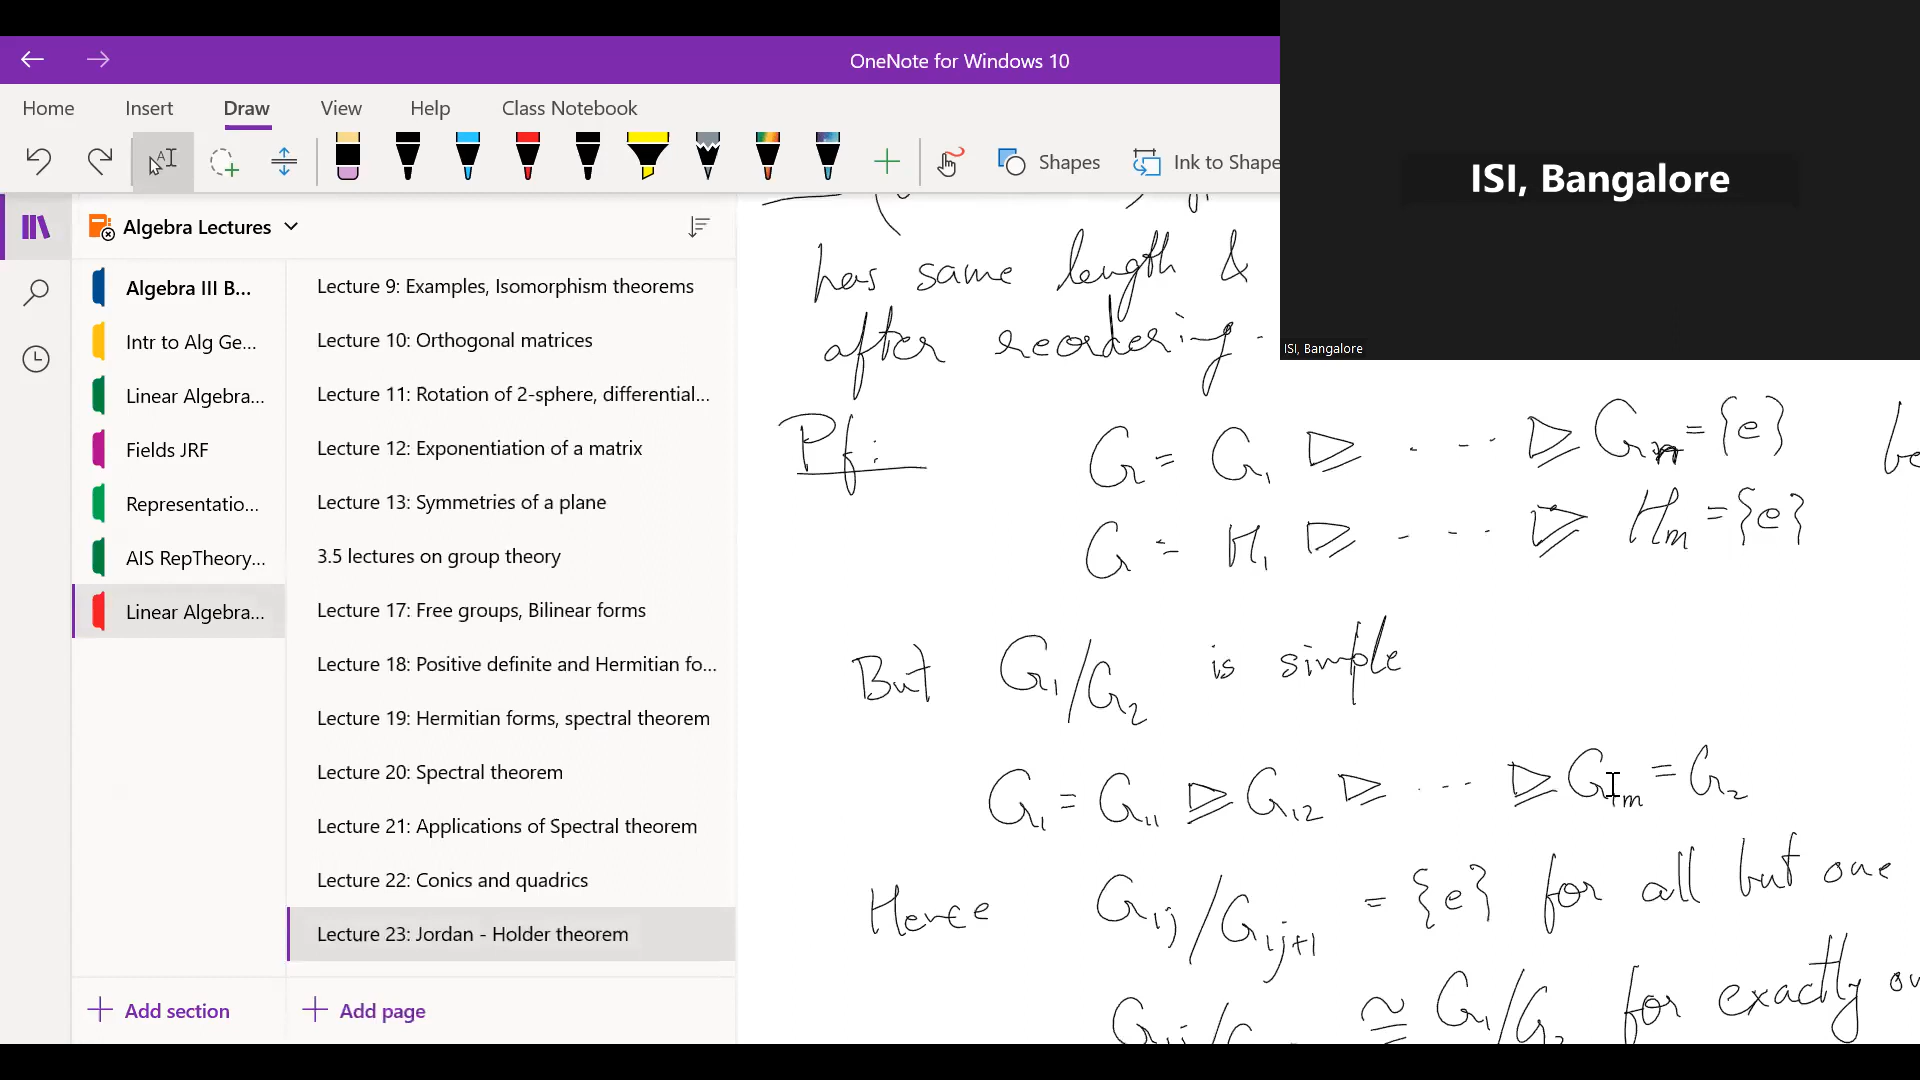 OneNote for Windows 10
ISI, Bangalore
Home Insert Draw View Help Class Notebook
Shapes Ink to Shape
ISI, Bangalore
Algebra Lectures
Algebra III B...
Intr to Alg Ge...
Linear Algebra...
Fields JRF
Representatio...
AIS RepTheory...
Linear Algebra...
Add section
Lecture 9: Examples, Isomorphism theorems
Lecture 10: Orthogonal matrices
Lecture 11: Rotation of 2-sphere, differential...
Lecture 12: Exponentiation of a matrix
Lecture 13: Symmetries of a plane
3.5 lectures on group theory
Lecture 17: Free groups, Bilinear forms
Lecture 18: Positive definite and Hermitian fo...
Lecture 19: Hermitian forms, spectral theorem
Lecture 20: Spectral theorem
Lecture 21: Applications of Spectral theorem
Lecture 22: Conics and quadrics
Lecture 23: Jordan - Holder theorem
Add page
has same length &
after reordering.
Pf: G = G₁ ⊵ ... ⊵ Gₙ = {e} be
G = H₁ ⊵ ... ⊵ Hₘ = {e}
But G₁/G₂ is simple
G₁ = G₁₁ ⊵ G₁₂ ⊵ ... ⊵ G₁ₘ = G₂
Hence G₁ⱼ/G₁ⱼ₊₁ = {e} for all but one
≅ G₁/G₂ for exactly